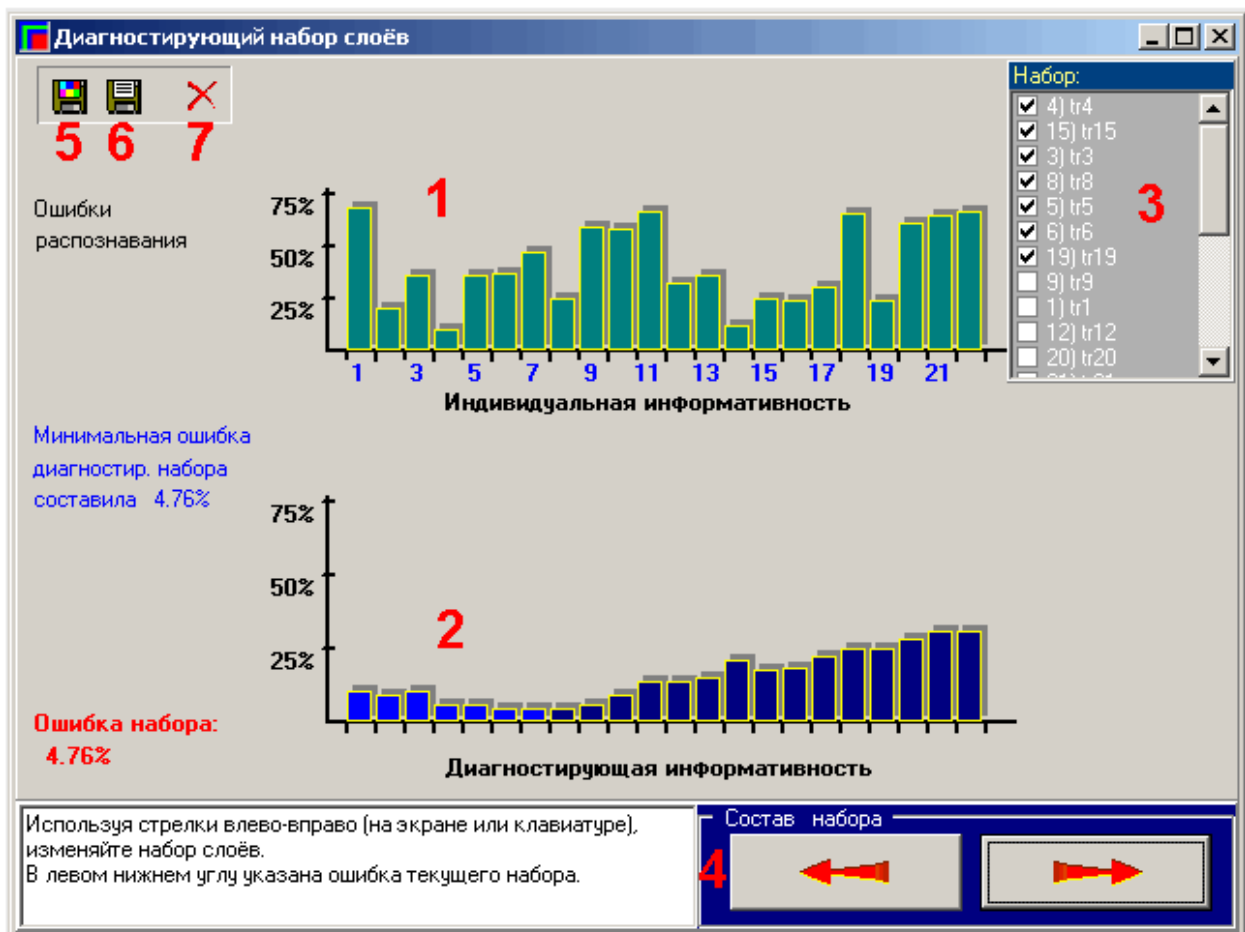 Диагностирующий набор слоёв
Набор:
4) tr4
15) tr15
3) tr3
8) tr8
5) tr5
6) tr6
19) tr19
9) tr9
1) tr1
12) tr12
20) tr20
5 6 7
Ошибки
распознавания
1
3
75%
50%
25%
1 3 5 7 9 11 13 15 17 19 21
Индивидуальная информативность
Минимальная ошибка
диагностир. набора
составила 4.76%
75%
50%
25%
2
Ошибка набора:
4.76%
Диагностирующая информативность
Используя стрелки влево-вправо (на экране или клавиатуре),
изменяйте набор слоёв.
В левом нижнем углу указана ошибка текущего набора.
Состав набора
4